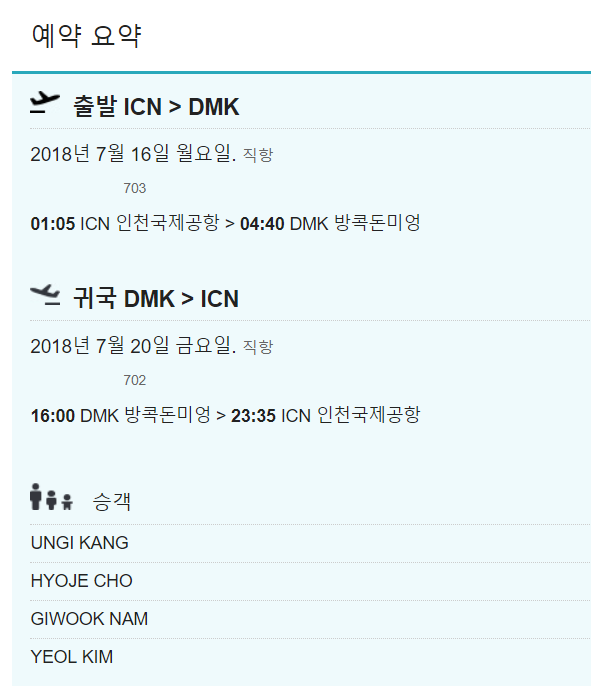 예약 요약
출발 ICN > DMK
2018년 7월 16일 월요일. 직항
703
01:05 ICN 인천국제공항 > 04:40 DMK 방콕돈미엉
귀국 DMK > ICN
2018년 7월 20일 금요일. 직항
702
16:00 DMK 방콕돈미엉 > 23:35 ICN 인천국제공항
승객
UNGI KANG
HYOJE CHO
GIWOOK NAM
YEOL KIM